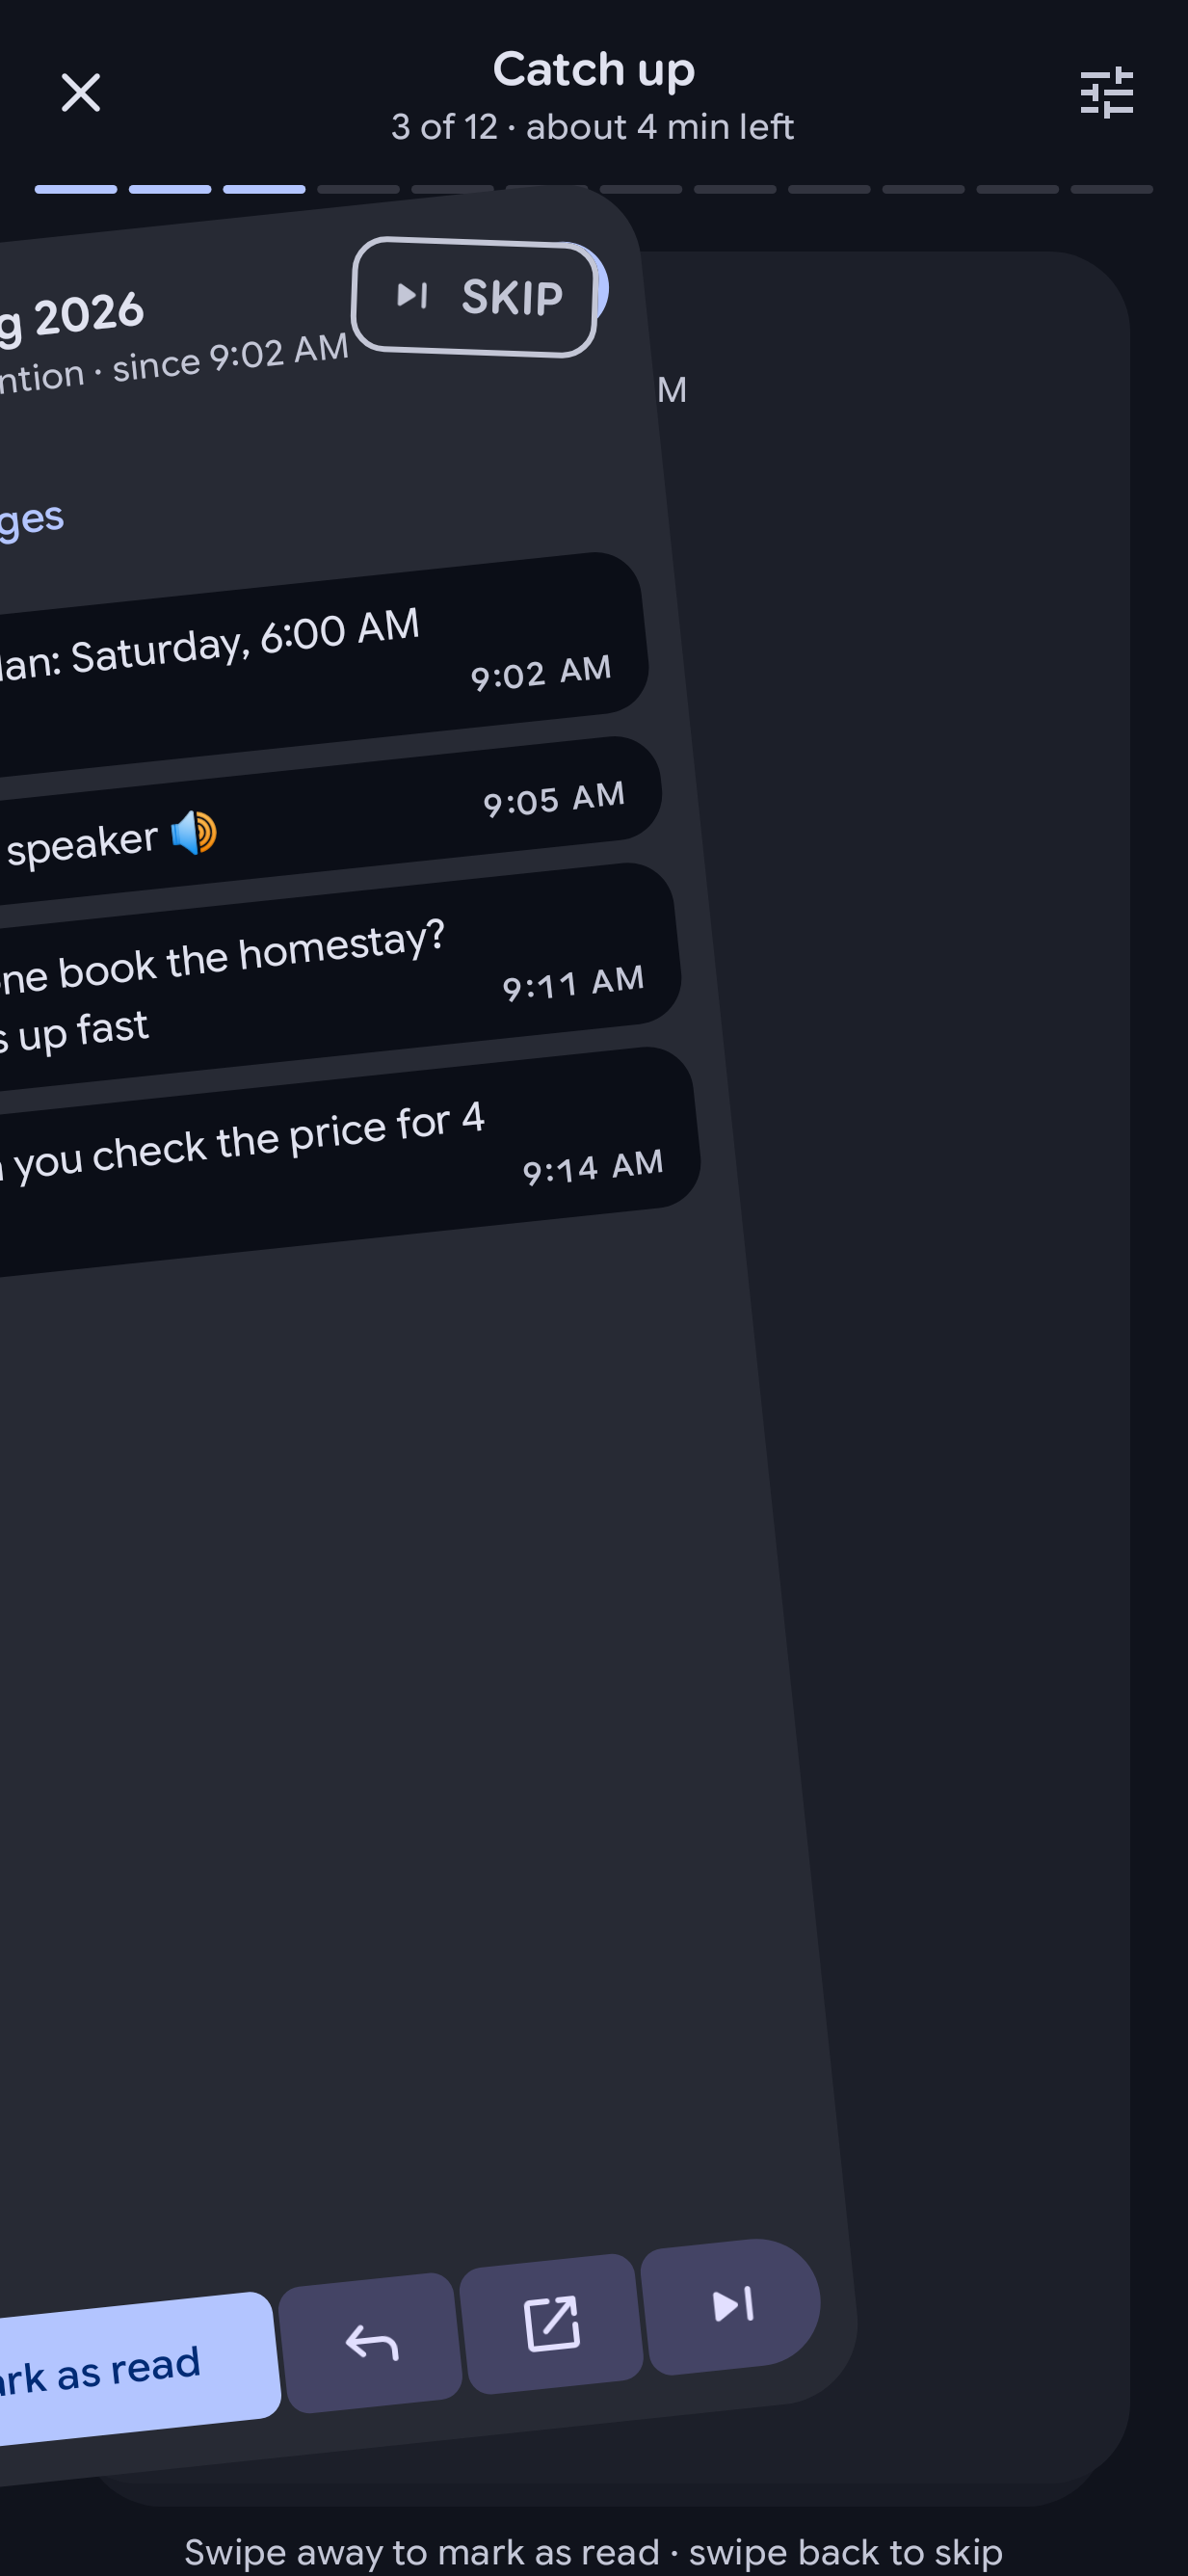 Catch up
3 of 12 · about 4 min left
SKIP
g 2026
ntion · since 9:02 AM
M
ges
lan: Saturday, 6:00 AM
9:02 AM
speaker 🔊
9:05 AM
ne book the homestay?
s up fast
9:11 AM
you check the price for 4
9:14 AM
ark as read
Swipe away to mark as read · swipe back to skip